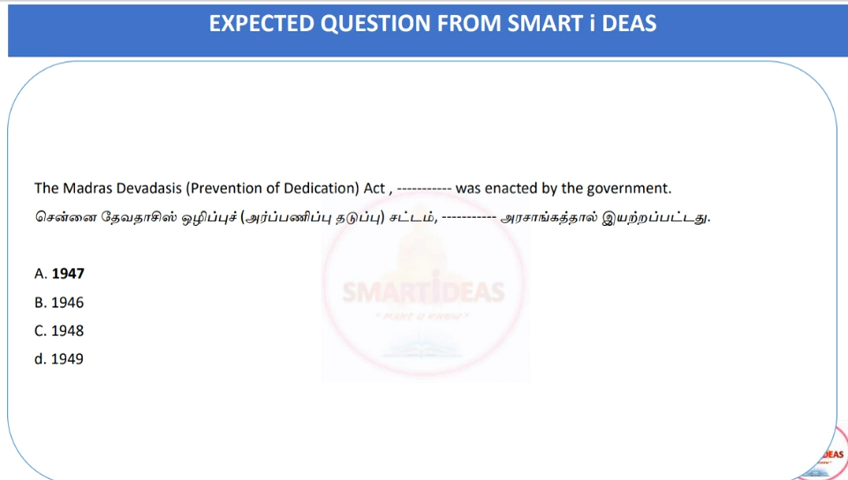 EXPECTED QUESTION FROM SMART i DEAS
The Madras Devadasis (Prevention of Dedication) Act , ----------- was enacted by the government.
சென்னை தேவதாசிஸ் ஒழிப்புச் (அர்ப்பணிப்பு தடுப்பு) சட்டம், ----------- அரசாங்கத்தால் இயற்றப்பட்டது.
A. 1947
B. 1946
C. 1948
d. 1949
SMARTiDEAS
DEAS